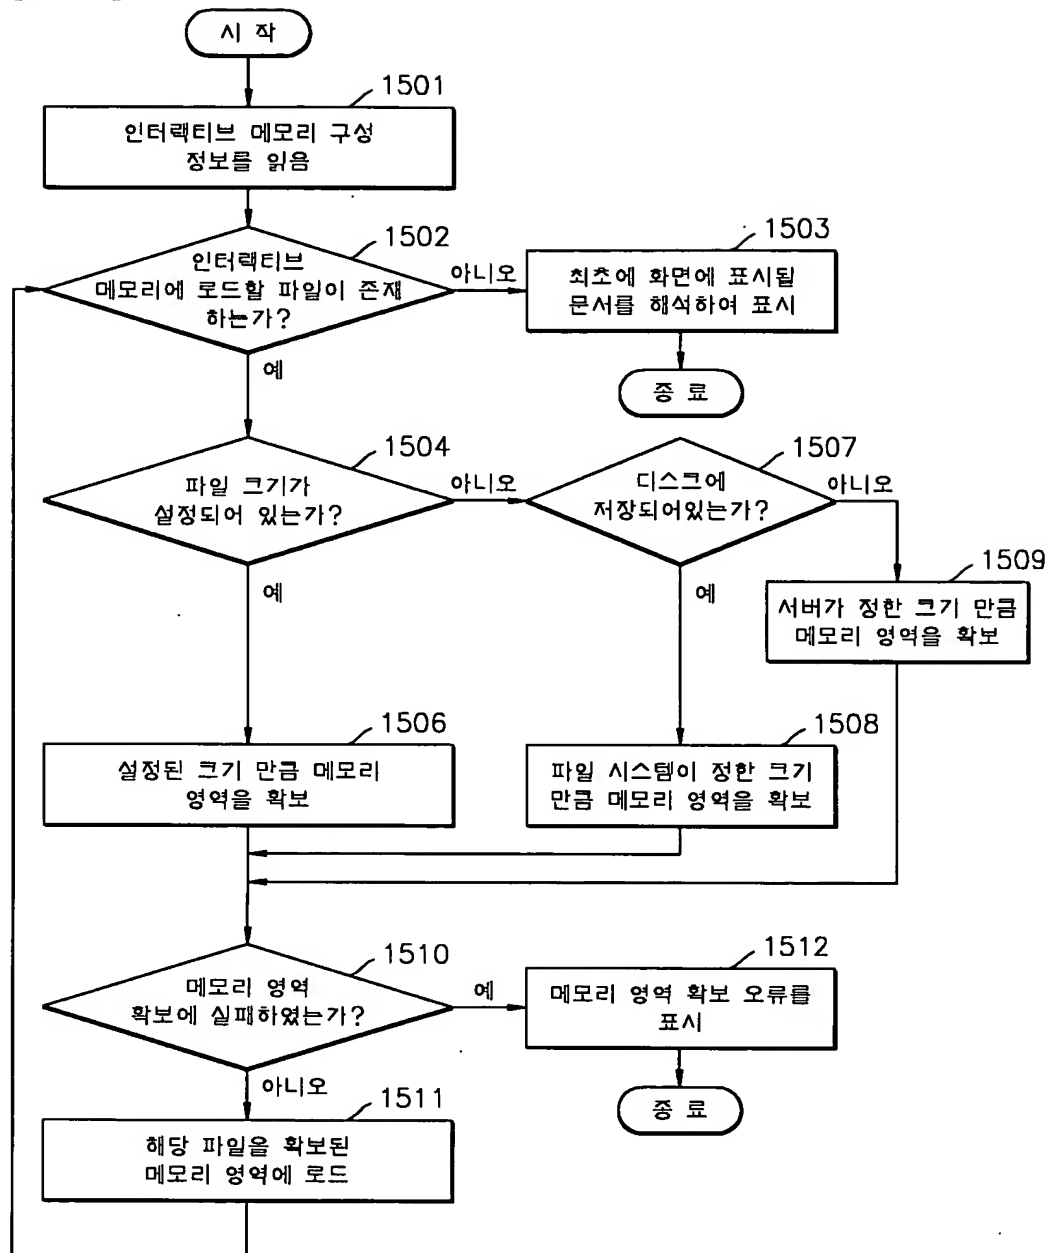 시 작
1501
인터랙티브 메모리 구성
정보를 읽음
1502
인터랙티브
메모리에 로드할 파일이 존재
하는가?
아니오
1503
최초에 화면에 표시될
문서를 해석하여 표시
예
종 료
1504
파일 크기가
설정되어 있는가?
아니오
1507
디스크에
저장되어있는가?
아니오
예
예
1509
서버가 정한 크기 만큼
메모리 영역을 확보
1506
설정된 크기 만큼 메모리
영역을 확보
1508
파일 시스템이 정한 크기
만큼 메모리 영역을 확보
1510
메모리 영역
확보에 실패하였는가?
예
1512
메모리 영역 확보 오류를
표시
아니오
종 료
1511
해당 파일을 확보된
메모리 영역에 로드